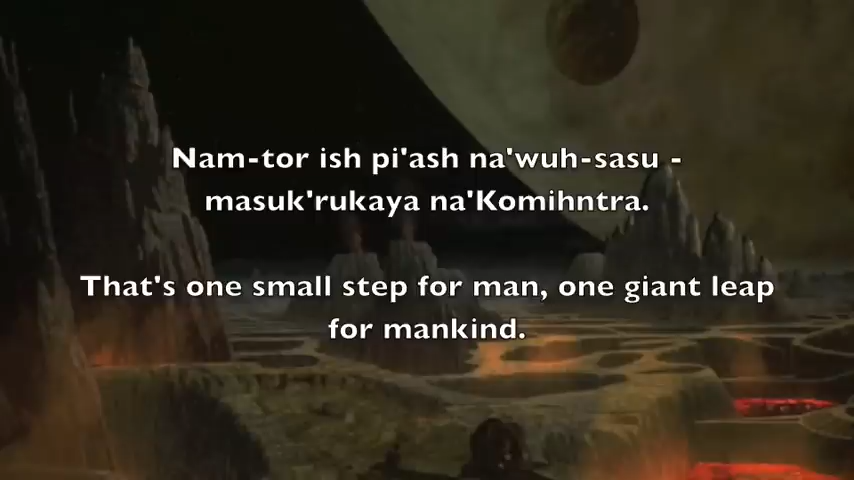 Nam-tor ish pi'ash na'wuh-sasu -
masuk'rukaya na'Komihntra.
That's one small step for man, one giant leap
for mankind.